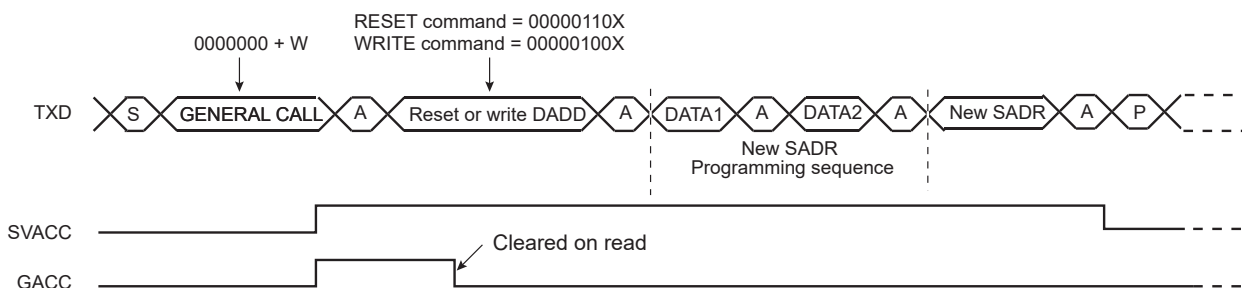 RESET command = 00000110X
0000000 + W
WRITE command = 00000100X
TXD
S
GENERAL CALL
A
Reset or write DADD
A
DATA1
A
DATA2
A
New SADR
A
P
New SADR
Programming sequence
SVACC
Cleared on read
GACC